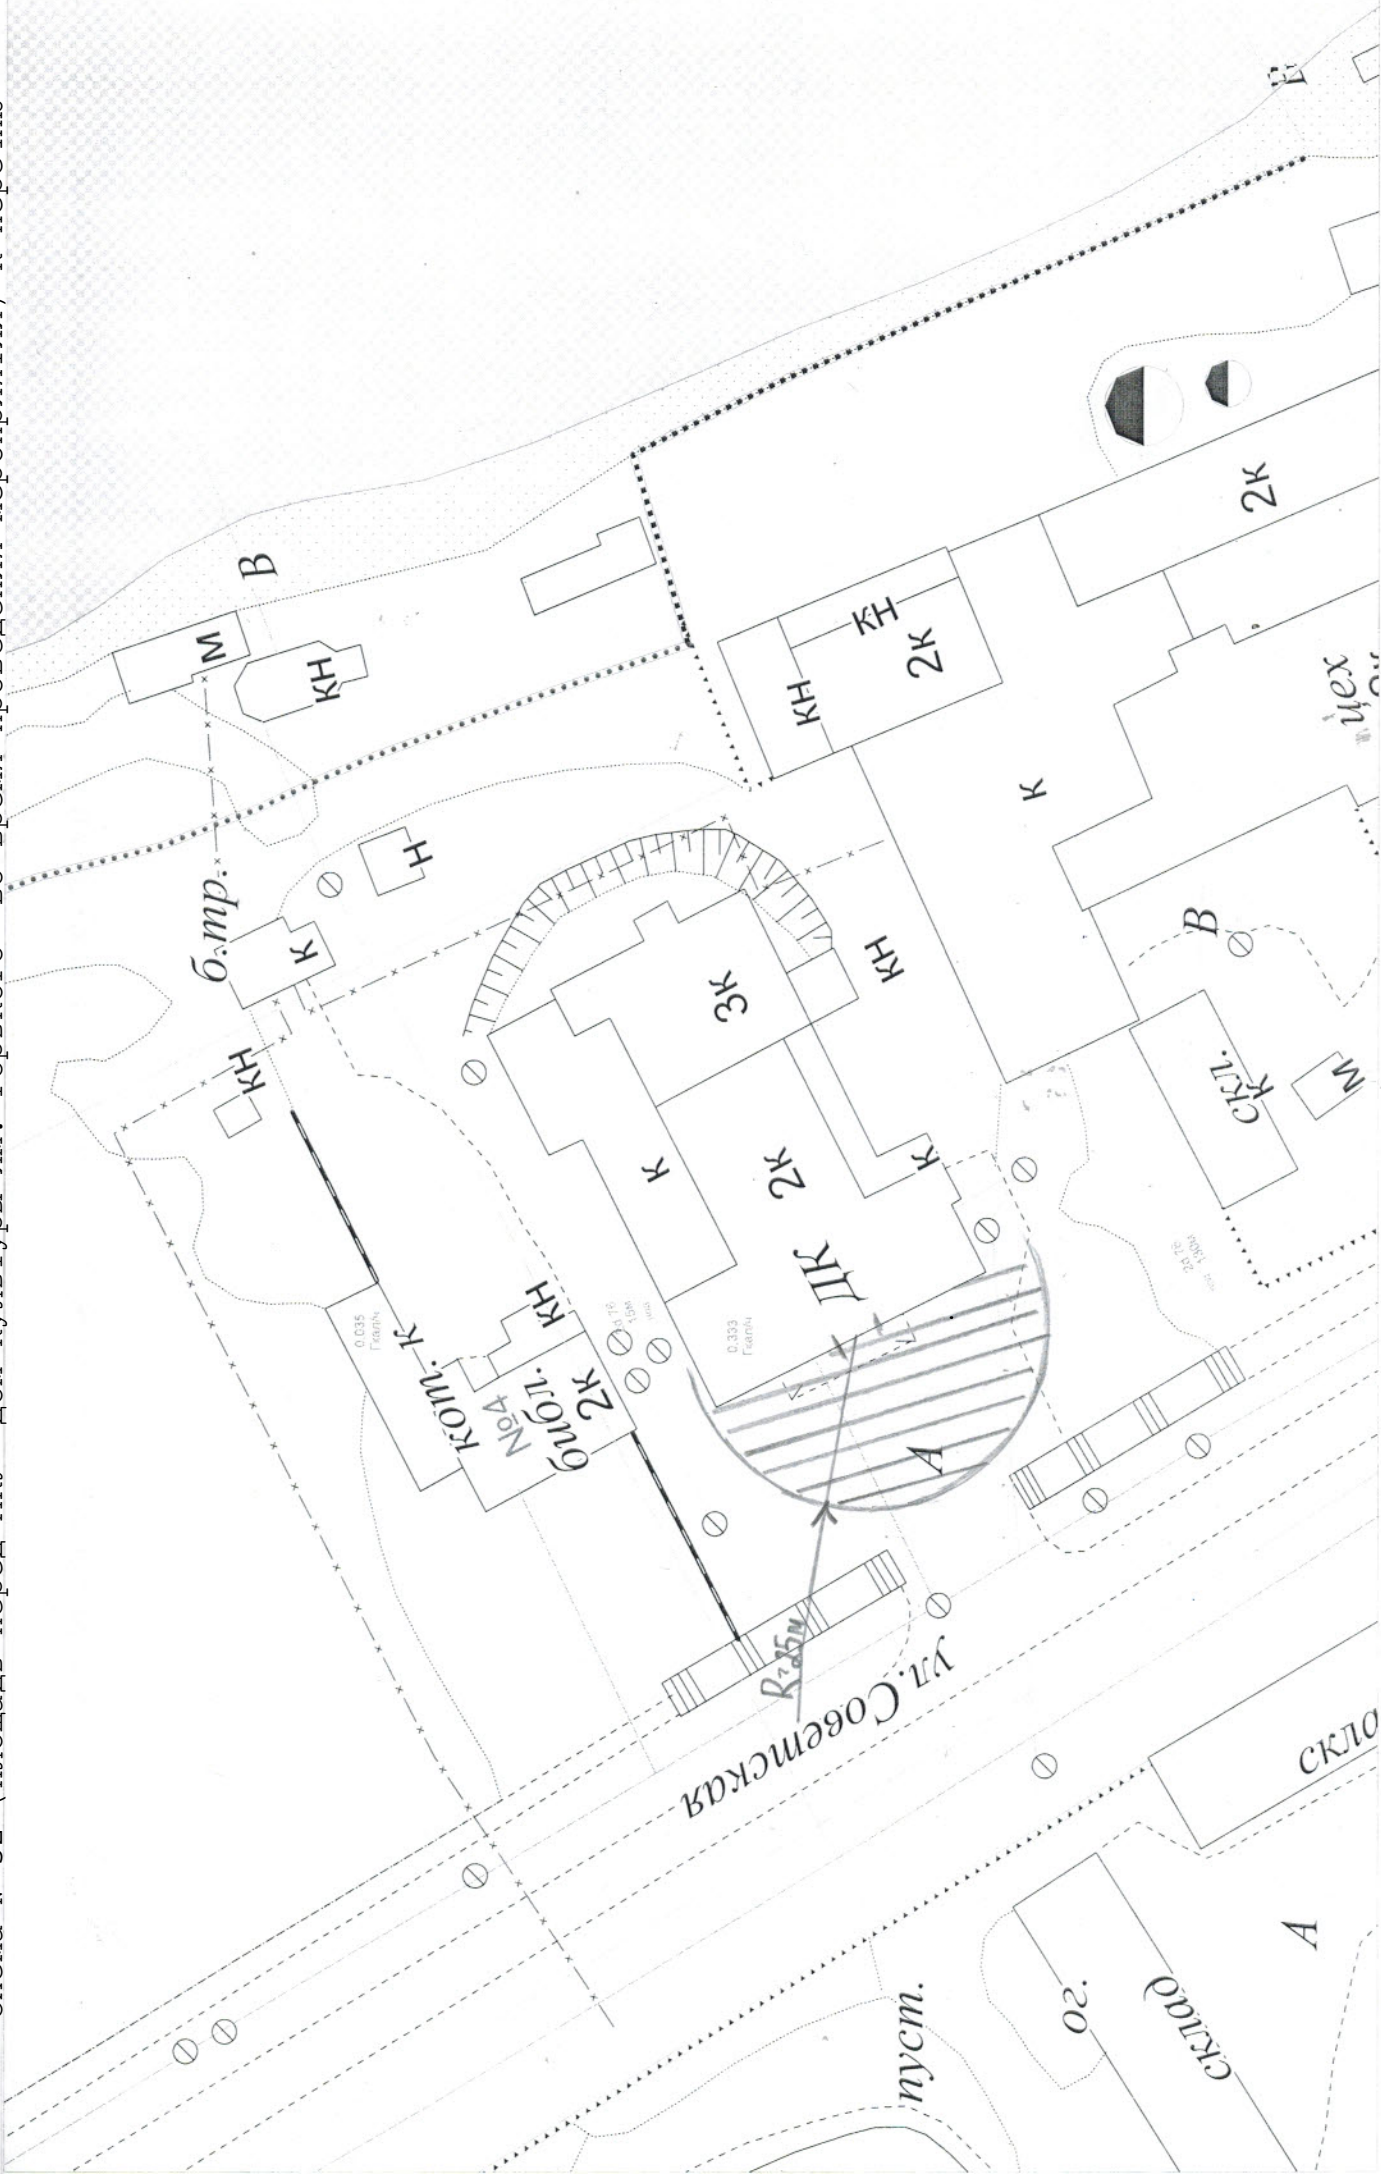 В
В
М
КН
Н
б.тр.
К
КН
КН
КН
2К
2К
К
цех
В
3К
КН
К
2К
К
ДК
скл.
К
М
0.035
Гкал/ч
0.333
Гкал/ч
кот. К
№4
библ.
2К
КН
А
R=25м
ул. Советская
скла
пуст.
ог.
склад
А